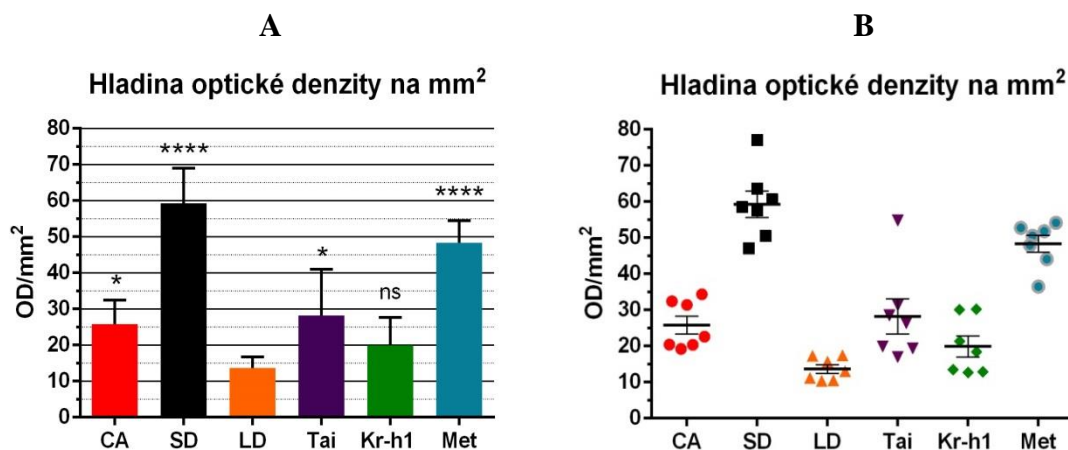 A
Hladina optické denzity na mm²
OD/mm²
80
70
60
50
40
30
20
10
0
*
****
*
ns
****
CA SD LD Tai Kr-h1 Met
B
Hladina optické denzity na mm²
OD/mm²
80
70
60
50
40
30
20
10
0
CA SD LD Tai Kr-h1 Met